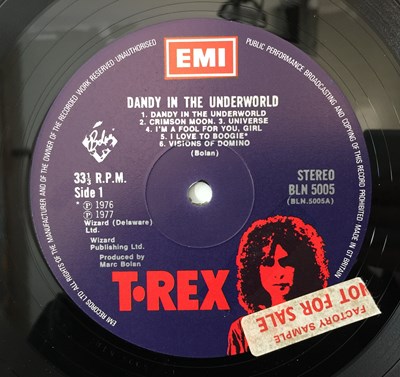 EMI
ALL RIGHTS OF THE MANUFACTURER AND OF THE OWNER OF THE RECORDED WORK RESERVED UNAUTHORISED
PUBLIC PERFORMANCE BROADCASTING AND COPYING OF THIS RECORD PROHIBITED MADE IN GT BRITAIN
EMI RECORDS LTD
DANDY IN THE UNDERWORLD
1. DANDY IN THE UNDERWORLD
2. CRIMSON MOON. 3. UNIVERSE
4. I'M A FOOL FOR YOU, GIRL
5. I LOVE TO BOOGIE*
6. VISIONS OF DOMINO
(Bolan)
Bolan
33⅓ R.P.M.
Side 1
* ℗ 1976
℗ 1977
Wizard (Delaware)
Ltd.
Wizard
Publishing Ltd.
Produced by
Marc Bolan
STEREO
BLN 5005
(BLN.5005A)
T·REX
FACTORY SAMPLE
NOT FOR SALE